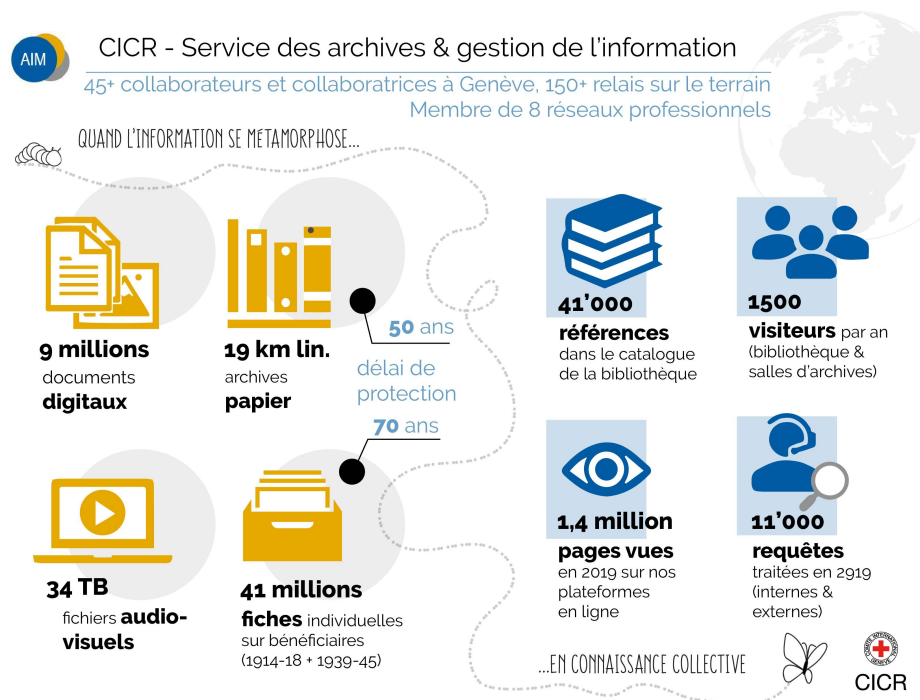 AIM
CICR - Service des archives & gestion de l'information
45+ collaborateurs et collaboratrices à Genève, 150+ relais sur le terrain
Membre de 8 réseaux professionnels
QUAND L'INFORMATION SE MÉTAMORPHOSE...
9 millions
documents
digitaux
19 km lin.
archives
papier
50 ans
délai de
protection
70 ans
34 TB
fichiers audio-
visuels
41 millions
fiches individuelles
sur bénéficiaires
(1914-18 + 1939-45)
41'000
références
dans le catalogue
de la bibliothèque
1500
visiteurs par an
(bibliothèque &
salles d'archives)
1,4 million
pages vues
en 2019 sur nos
plateformes
en ligne
11'000
requêtes
traitées en 2919
(internes &
externes)
...EN CONNAISSANCE COLLECTIVE
COMITE INTERNATIONAL
GENEVE
CICR